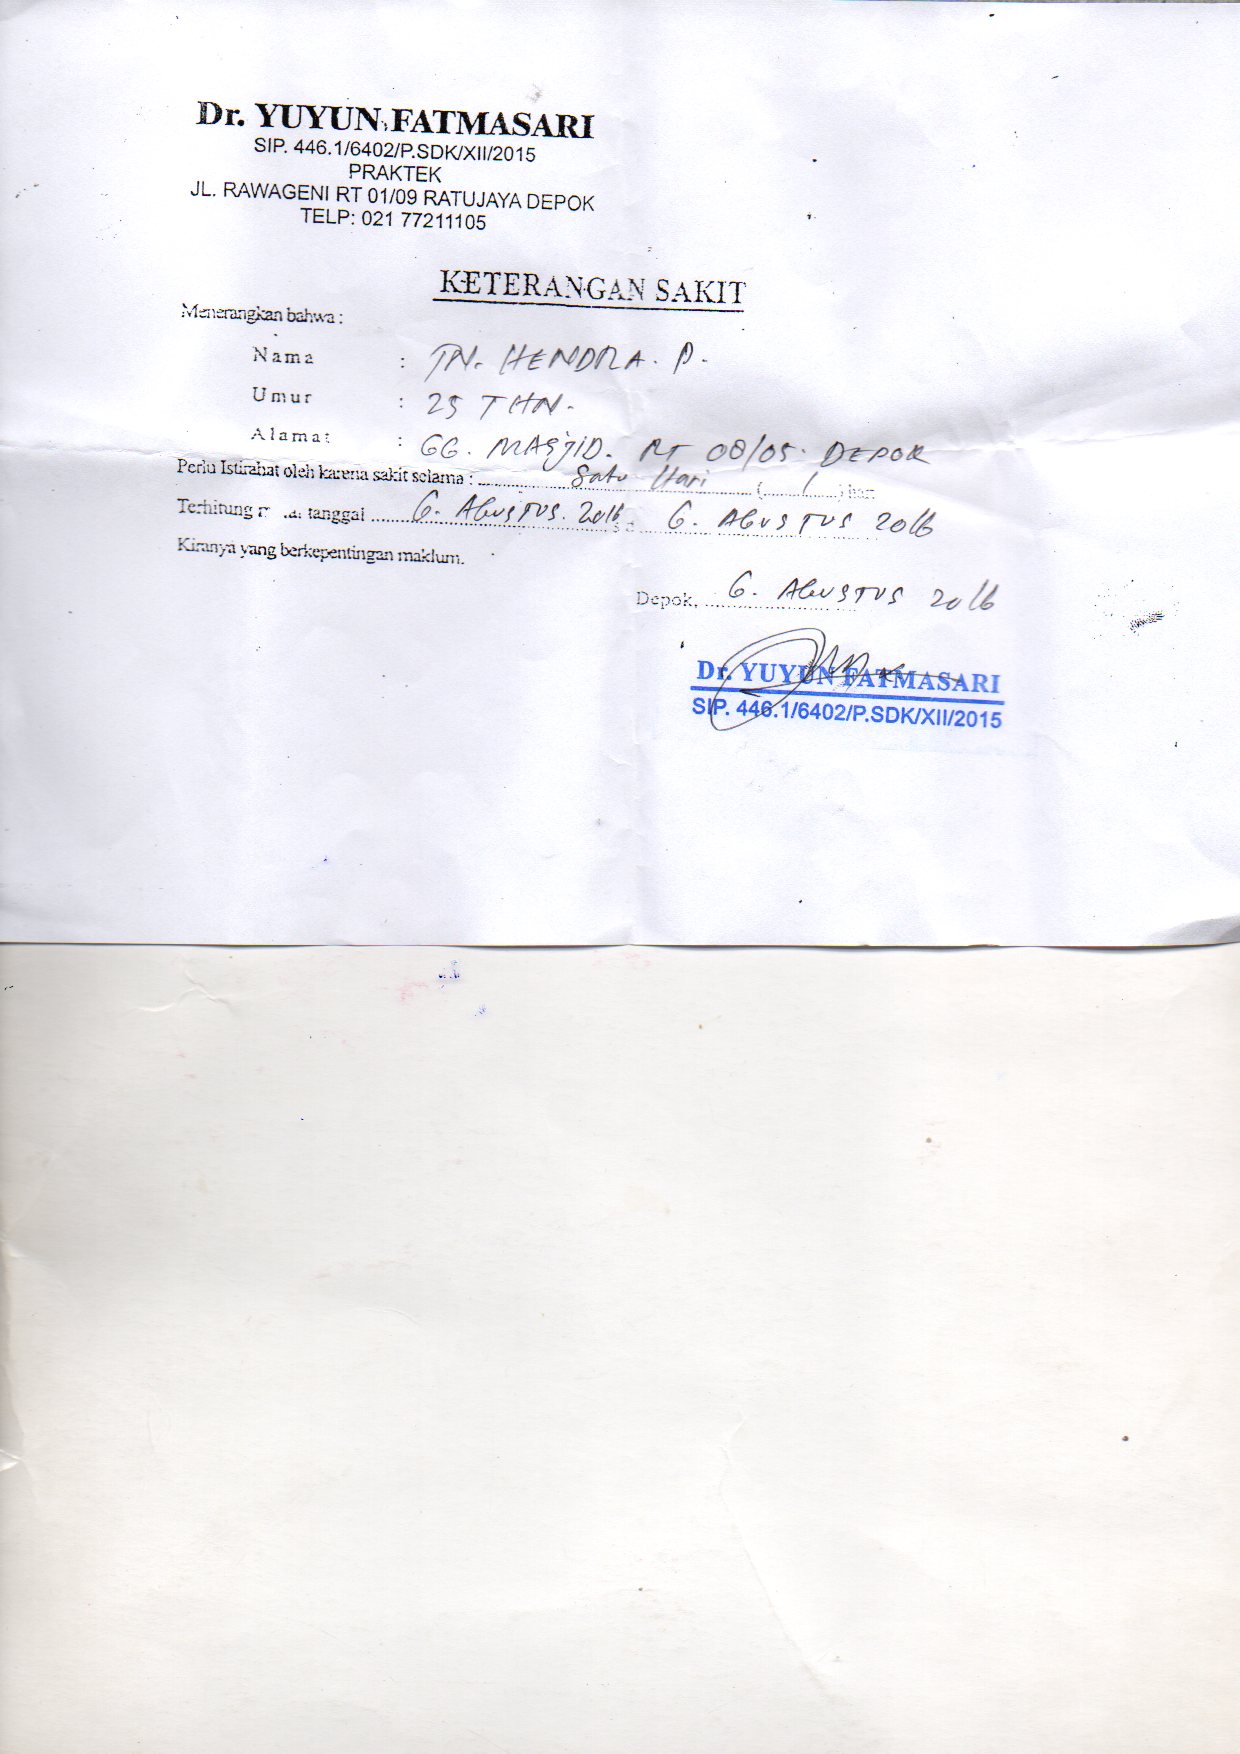 Dr. YUYUN FATMASARI
SIP. 446.1/6402/P.SDK/XII/2015
PRAKTEK
JL. RAWAGENI RT 01/09 RATUJAYA DEPOK
TELP: 021 77211105
KETERANGAN SAKIT
Menerangkan bahwa :
Nama : TN. HENDRA. P.
Umur : 25 THN.
Alamat : GG. MASJID. RT 08/05. DEPOK
Perlu Istirahat oleh karena sakit selama : Satu Hari ( 1 ) hari
Terhitung tanggal 6. AGUSTUS. 2016 s 6. AGUSTUS 2016
Kiranya yang berkepentingan maklum.
Depok, 6. AGUSTUS 2016
Dr. YUYUN FATMASARI
SIP. 446.1/6402/P.SDK/XII/2015